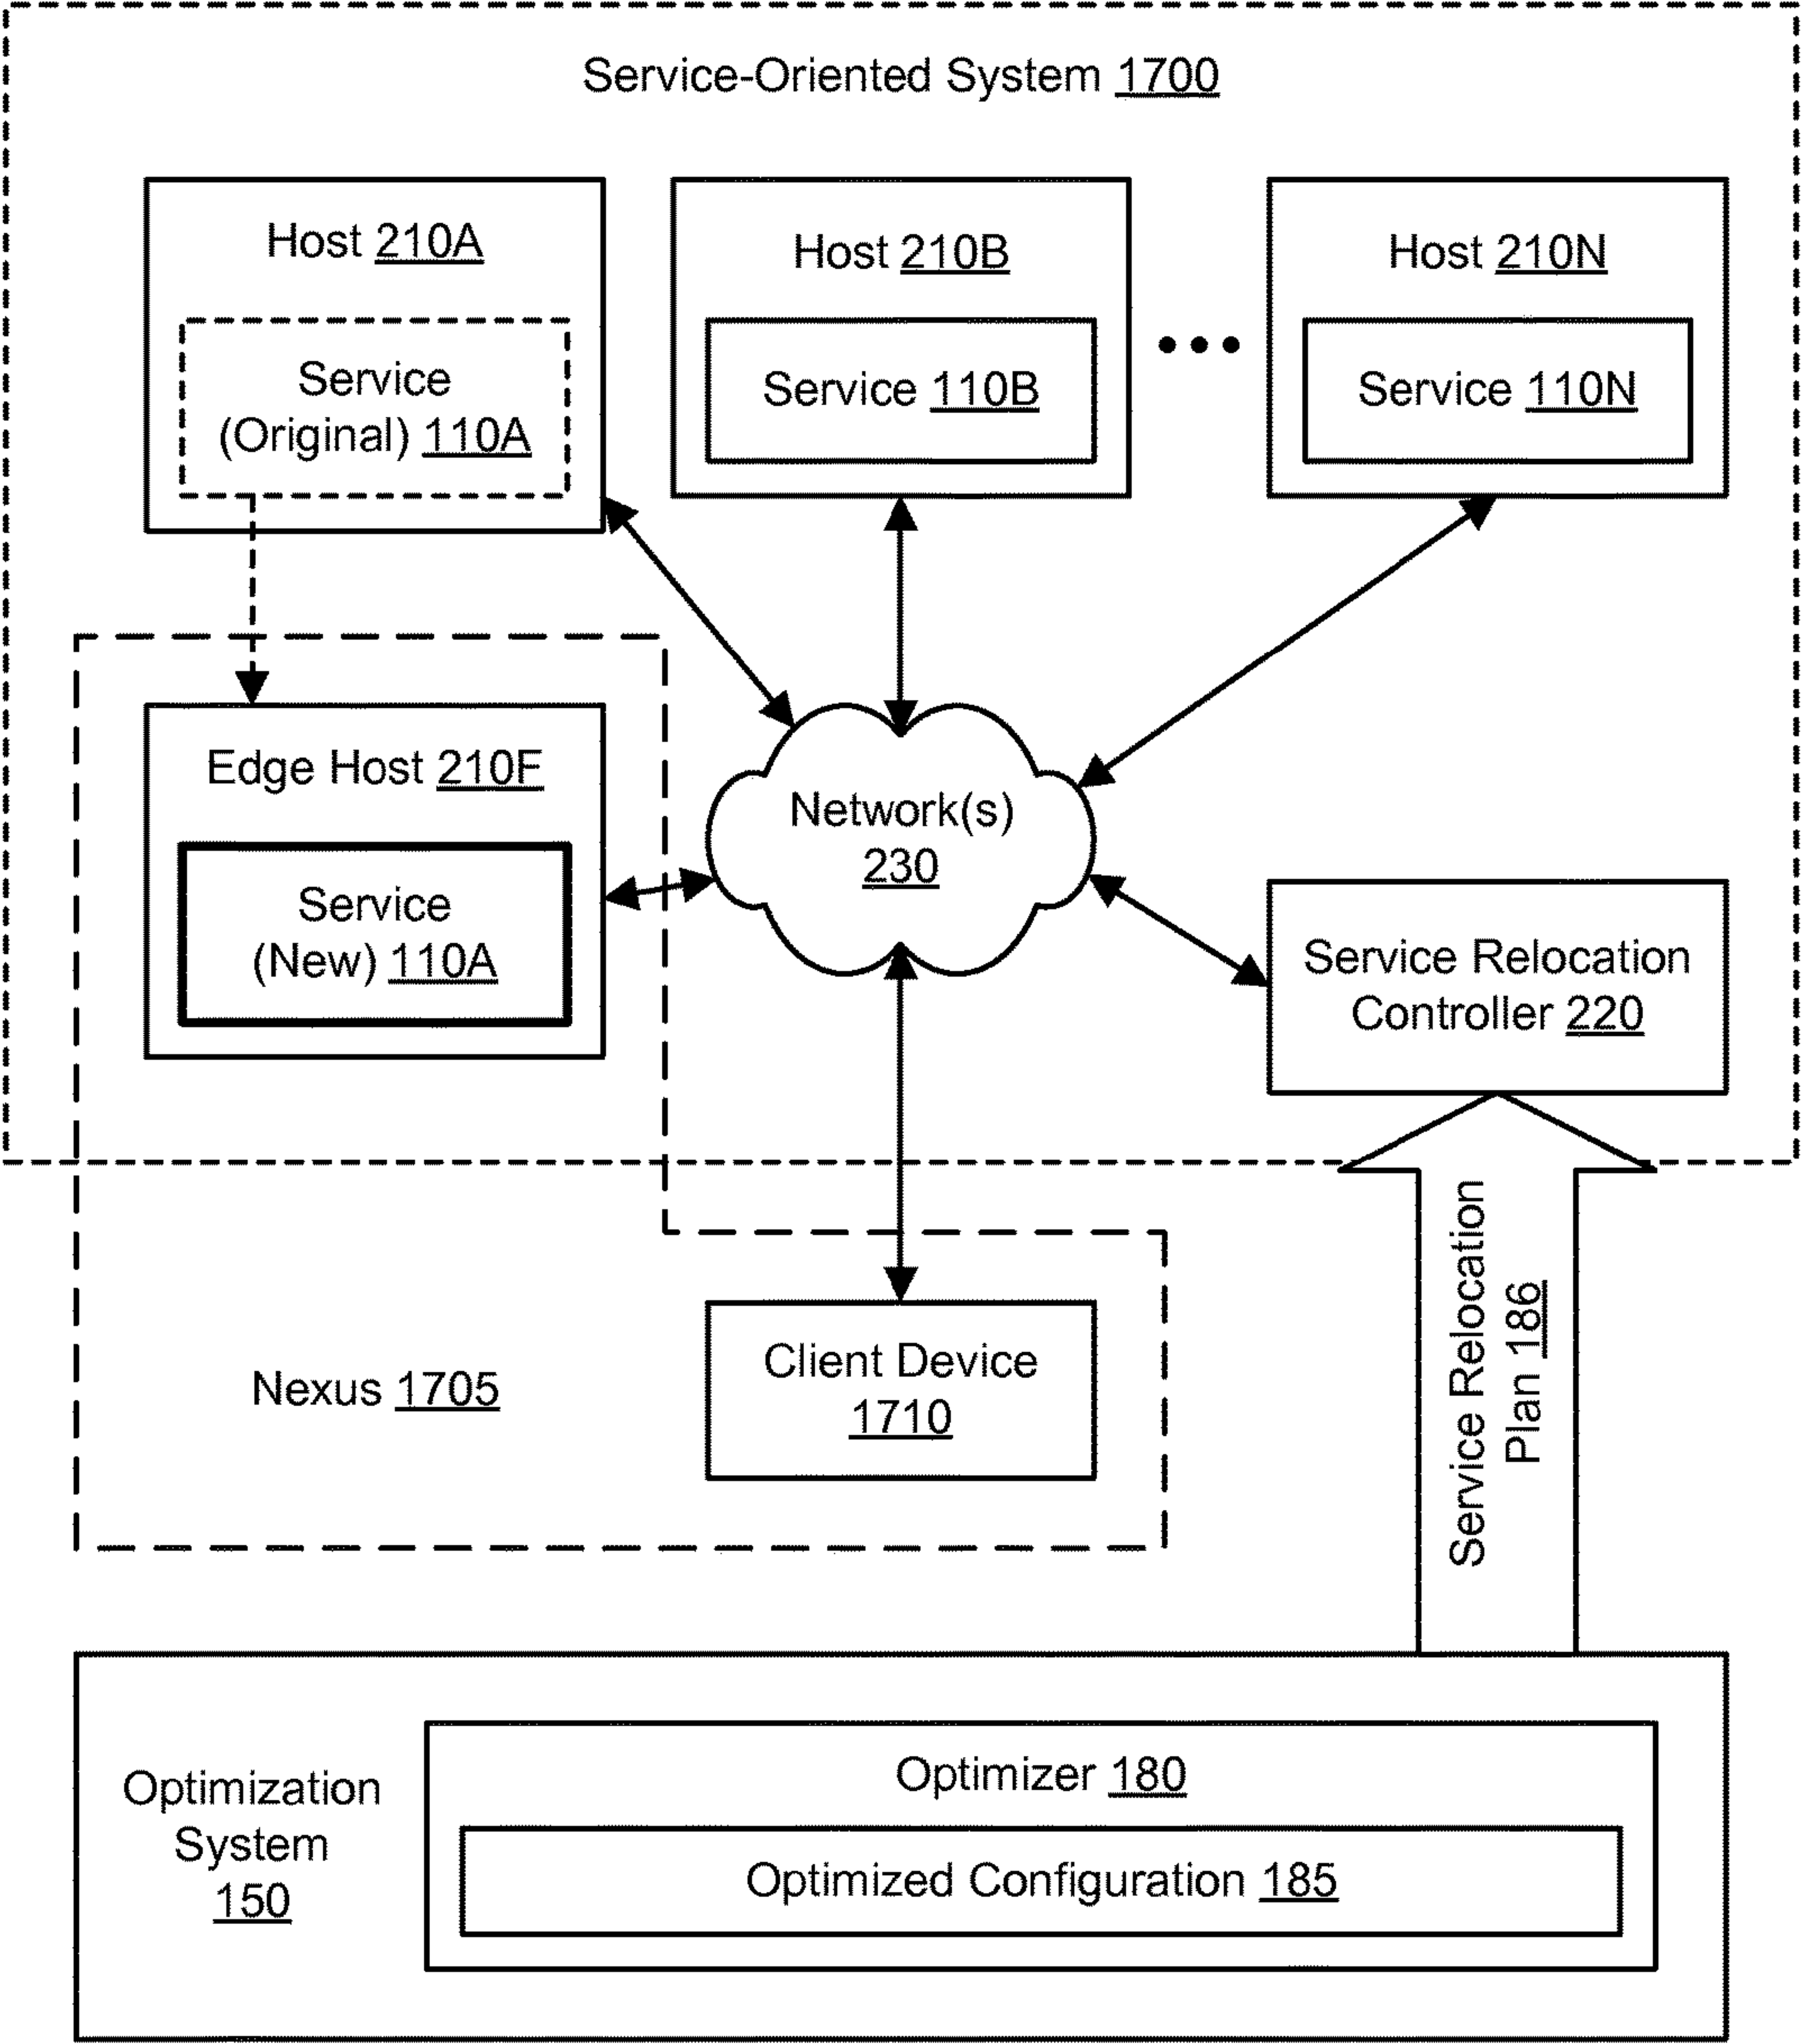 Service-Oriented System 1700
Host 210A
Service
(Original) 110A
Host 210B
Service 110B
Host 210N
Service 110N
Edge Host 210F
Service
(New) 110A
Network(s)
230
Service Relocation
Controller 220
Nexus 1705
Client Device
1710
Service Relocation
Plan 186
Optimization
System
150
Optimizer 180
Optimized Configuration 185